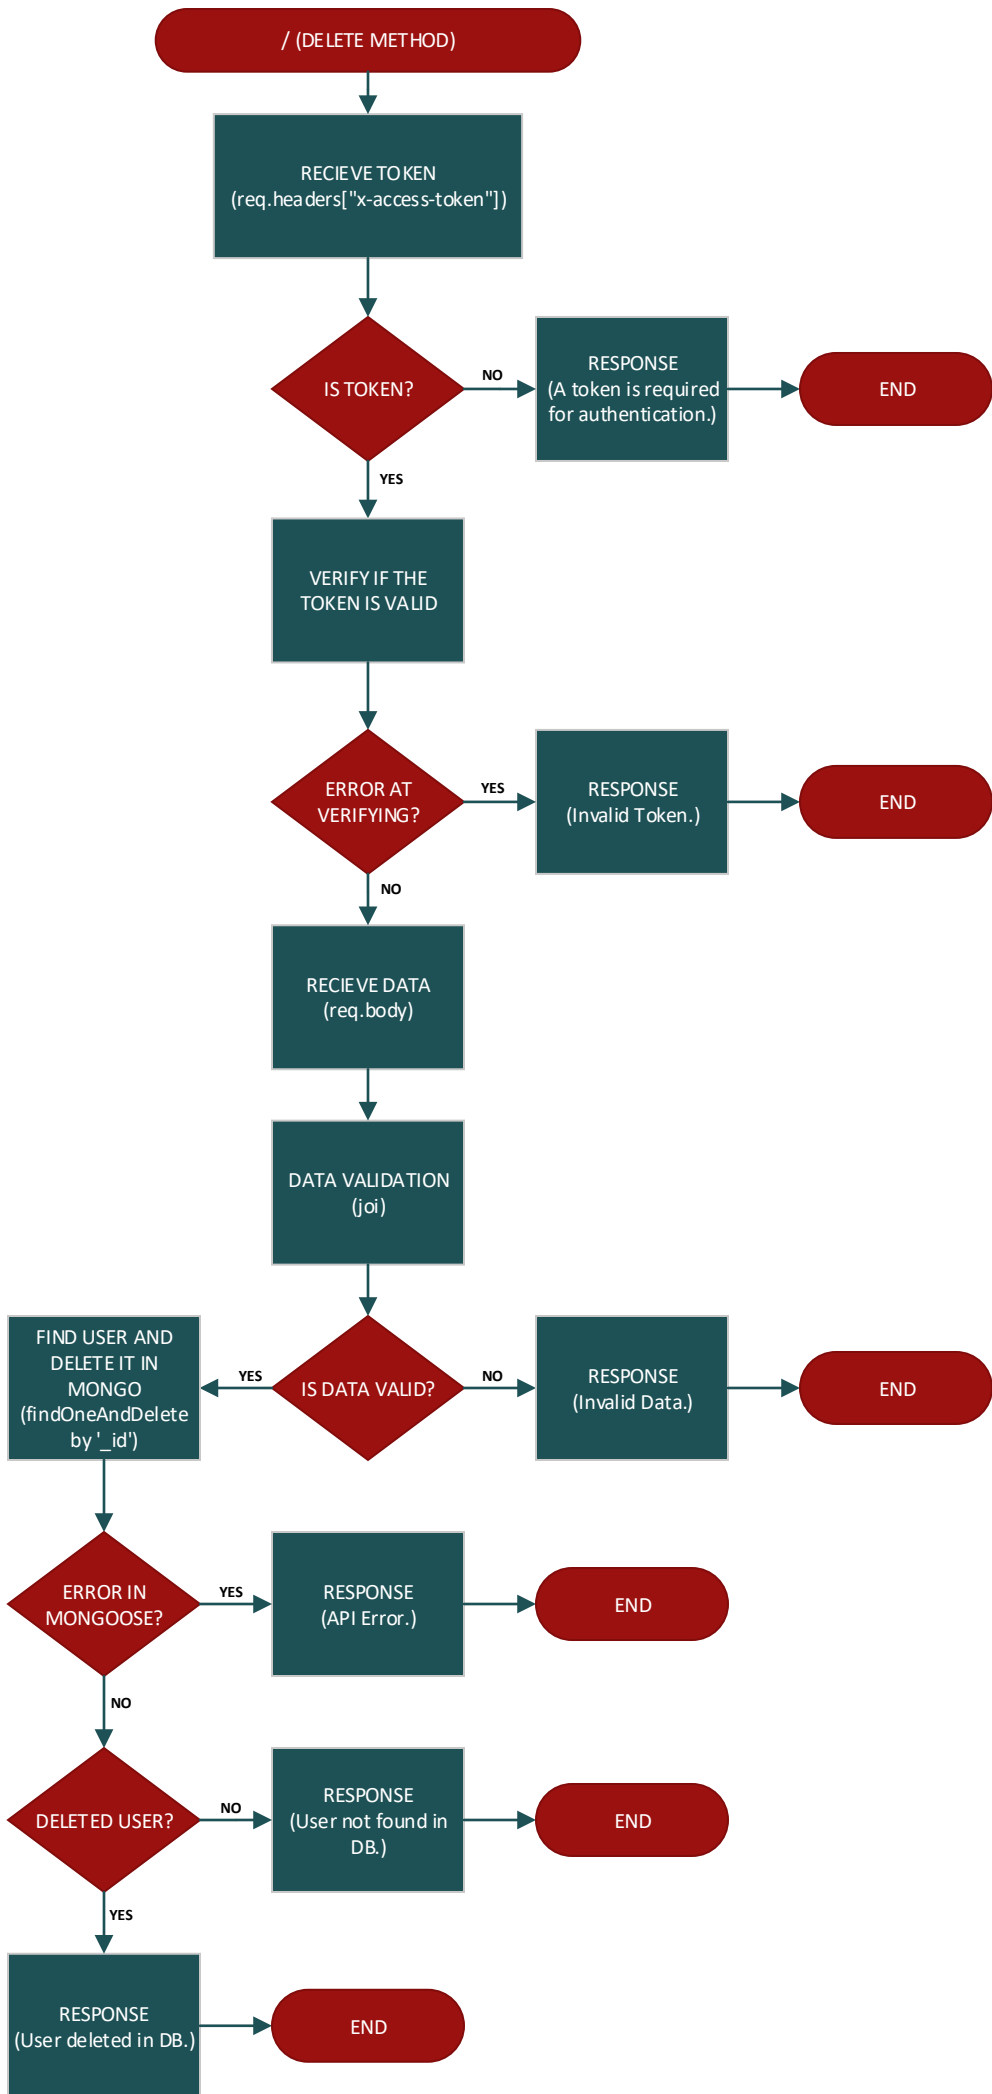 / (DELETE METHOD)
RECIEVE TOKEN
(req.headers["x-access-token"])
IS TOKEN?
NO
RESPONSE
(A token is required
for authentication.)
END
YES
VERIFY IF THE
TOKEN IS VALID
ERROR AT
VERIFYING?
YES
RESPONSE
(Invalid Token.)
END
NO
RECIEVE DATA
(req.body)
DATA VALIDATION
(joi)
IS DATA VALID?
NO
RESPONSE
(Invalid Data.)
END
YES
FIND USER AND
DELETE IT IN
MONGO
(findOneAndDelete
by '_id')
ERROR IN
MONGOOSE?
YES
RESPONSE
(API Error.)
END
NO
DELETED USER?
NO
RESPONSE
(User not found in
DB.)
END
YES
RESPONSE
(User deleted in DB.)
END